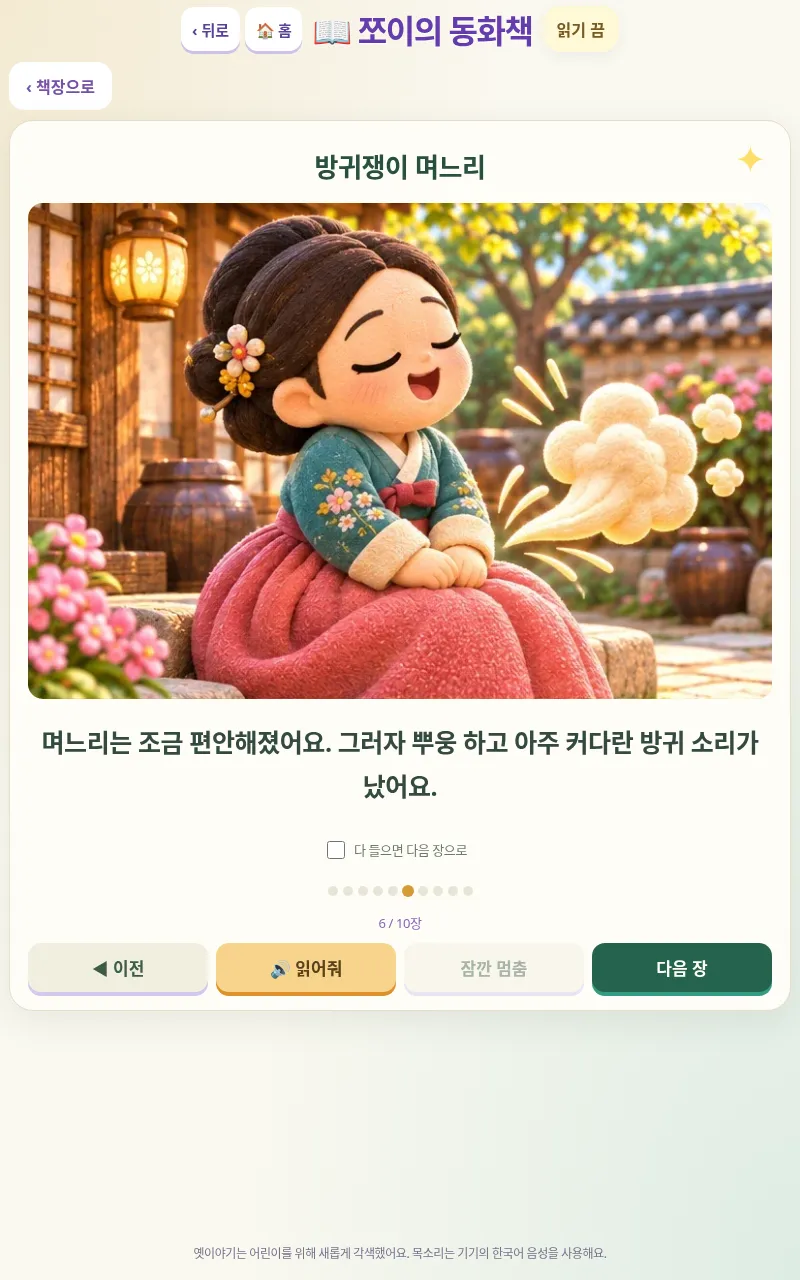 ‹ 뒤로
🏠 홈
📖 쪼이의 동화책
읽기 끝
‹ 책장으로
방귀쟁이 며느리
며느리는 조금 편안해졌어요. 그러자 뿌웅 하고 아주 커다란 방귀 소리가
났어요.
다 들으면 다음 장으로
6 / 10장
◀ 이전
🔊 읽어줘
잠깐 멈춤
다음 장
옛이야기는 어린이를 위해 새롭게 각색했어요. 목소리는 기기의 한국어 음성을 사용해요.